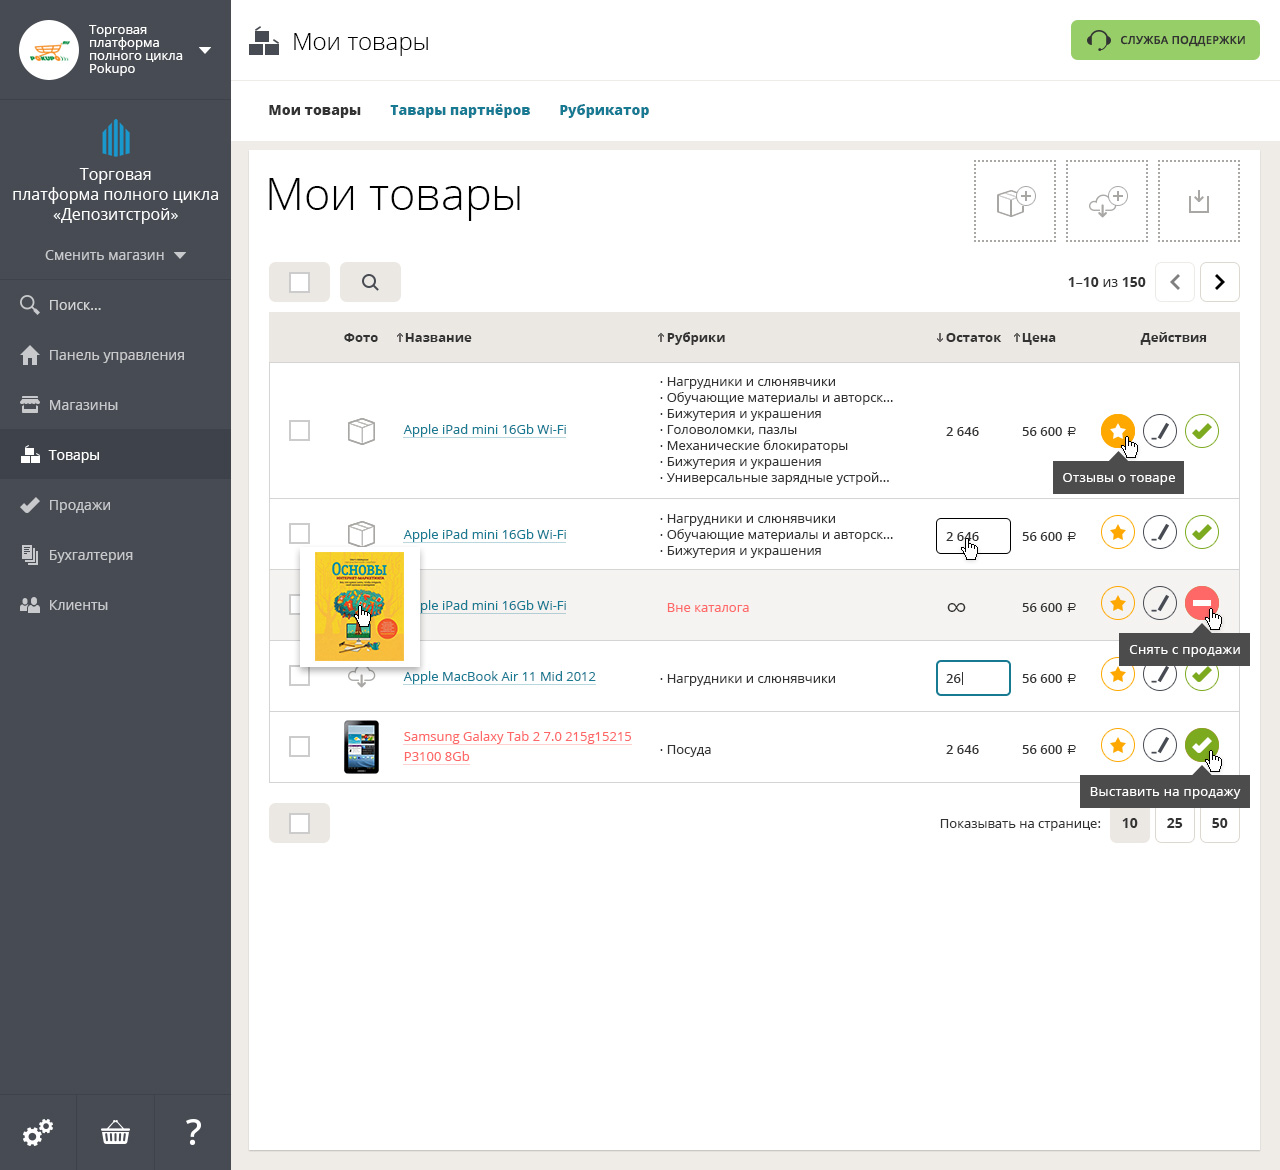 Торговая
платформа
полного цикла
Pokupo
POKUPO
Мои товары
СЛУЖБА ПОДДЕРЖКИ
Мои товары Тавары партнёров Рубрикатор
Торговая
платформа полного цикла
«Депозитстрой»
Сменить магазин
Поиск...
Панель управления
Магазины
Товары
Продажи
Бухгалтерия
Клиенты
?
Мои товары
1–10 из 150
Фото ↑Название ↑Рубрики ↓Остаток ↑Цена Действия
Apple iPad mini 16Gb Wi-Fi
· Нагрудники и слюнявчики
· Обучающие материалы и авторск...
· Бижутерия и украшения
· Головоломки, пазлы
· Механические блокираторы
· Бижутерия и украшения
· Универсальные зарядные устрой...
2 646 56 600 ₽
Отзывы о товаре
Apple iPad mini 16Gb Wi-Fi
· Нагрудники и слюнявчики
· Обучающие материалы и авторск...
· Бижутерия и украшения
2 646 56 600 ₽
Основы
ИНТЕРНЕТ-МАРКЕТИНГА
ple iPad mini 16Gb Wi-Fi Вне каталога ∞ 56 600 ₽
Снять с продажи
Apple MacBook Air 11 Mid 2012 · Нагрудники и слюнявчики 26 56 600 ₽
Samsung Galaxy Tab 2 7.0 215g15215
P3100 8Gb
· Посуда 2 646 56 600 ₽
Выставить на продажу
Показывать на странице: 10 25 50